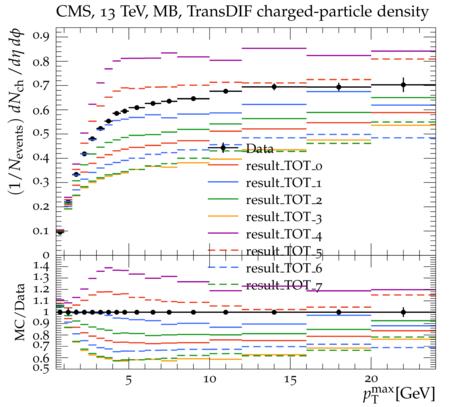 CMS, 13 TeV, MB, TransDIF charged-particle density
(1/N_events) dN_ch/dη dφ
0.9
0.8
0.7
0.6
0.5
0.4
0.3
0.2
0.1
0
Data
result_TOT_0
result_TOT_1
result_TOT_2
result_TOT_3
result_TOT_4
result_TOT_5
result_TOT_6
result_TOT_7
MC/Data
1.4
1.3
1.2
1.1
1
0.9
0.8
0.7
0.6
0.5
5 10 15 20
p_T^max [GeV]